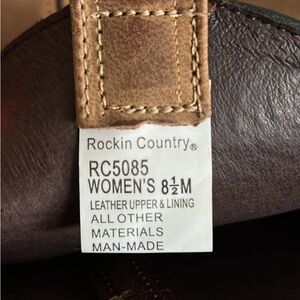 Rockin Country®
RC5085
WOMEN'S 8½M
LEATHER UPPER & LINING
ALL OTHER
MATERIALS
MAN-MADE